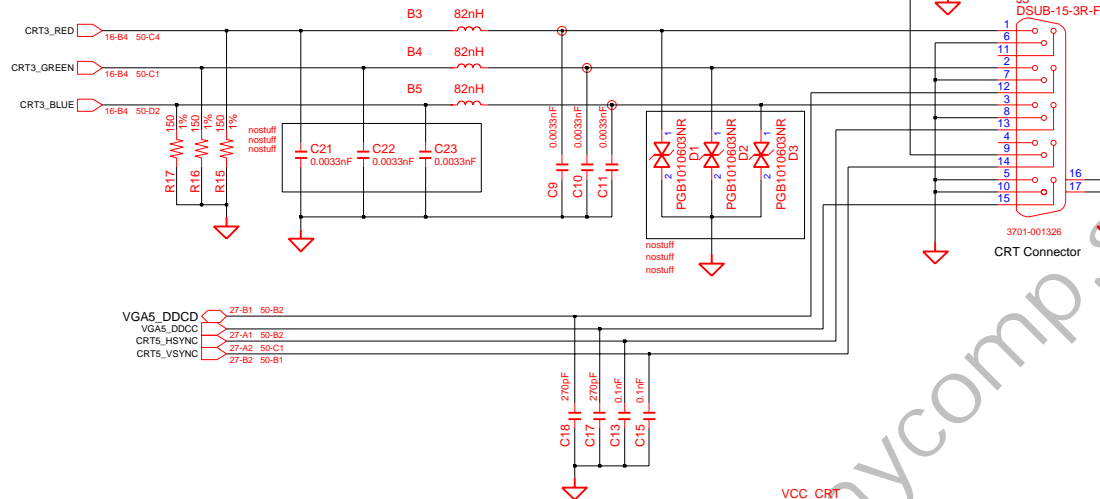 DSUB-15-3R-F
B3 82nH
CRT3_RED
16-B4 50-C4
B4 82nH
CRT3_GREEN
16-B4 50-C1
B5 82nH
CRT3_BLUE
16-B4 50-D2
1
6
11
2
7
12
3
8
13
4
9
14
5
10
15
16
17
3701-001326
CRT Connector
150 1% R17
150 1% R16
150 1% R15
nostuff
nostuff
nostuff
C21
0.0033nF
C22
0.0033nF
C23
0.0033nF
0.0033nF C9
0.0033nF C10
0.0033nF C11
1 2 PGB1010603NR D1
1 2 PGB1010603NR D2
1 2 PGB1010603NR D3
nostuff
nostuff
nostuff
VGA5_DDCD
27-B1 50-B2
VGA5_DDCC
27-A1 50-B2
CRT5_HSYNC
27-A2 50-C1
CRT5_VSYNC
27-B2 50-B1
270pF C18
270pF C17
0.1nF C13
0.1nF C15
VCC_CRT
mycomp.